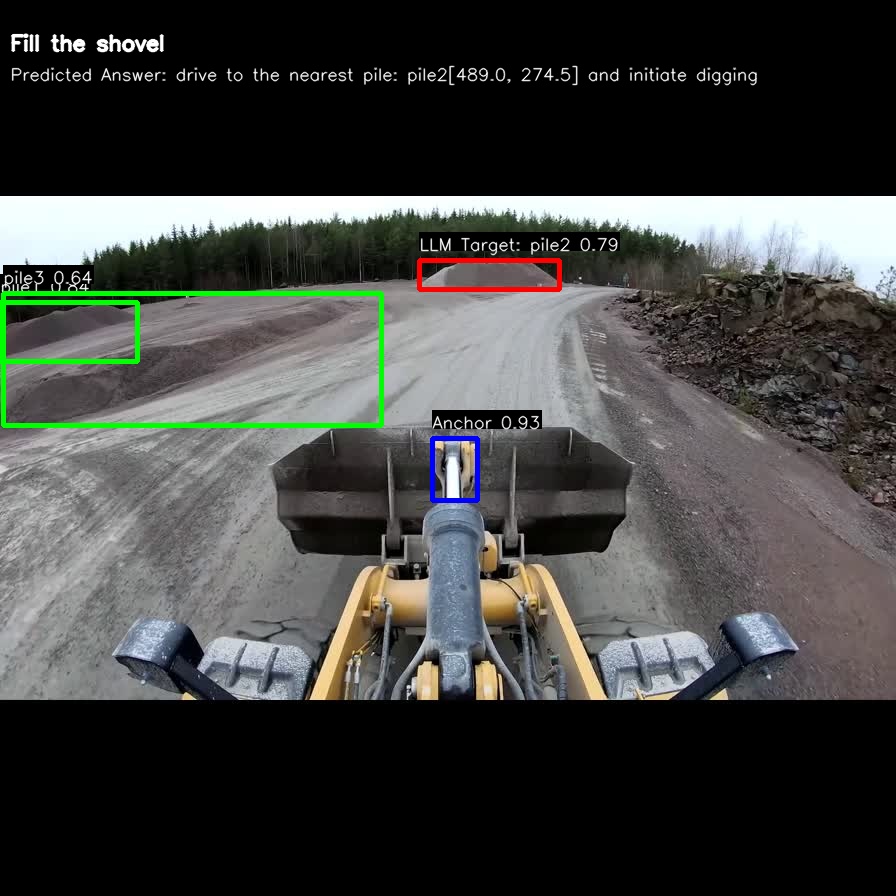 Fill the shovel
Predicted Answer: drive to the nearest pile: pile2[489.0, 274.5] and initiate digging
LLM Target: pile2 0.79
pile3 0.64
Anchor 0.93